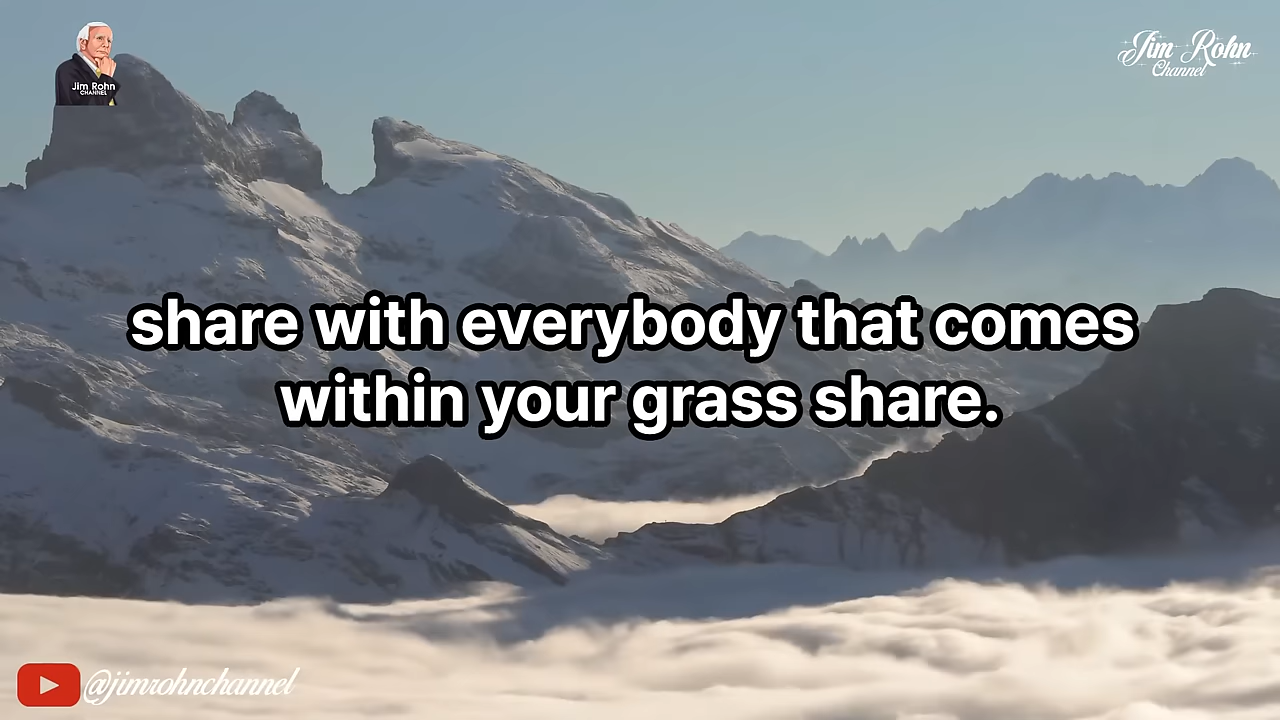 Jim Rohn
CHANNEL
Jim Rohn
Channel
share with everybody that comes
within your grass share.
@jimrohnchannel